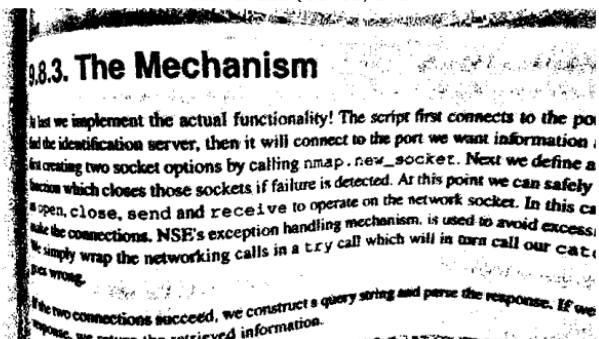 9.8.3. The Mechanism
At last we implement the actual functionality! The script first connects to the
find the identification server, then it will connect to the port we want information
first creating two socket options by calling nmap.new_socket. Next we define a
function which closes those sockets if failure is detected. At this point we can safely
as open, close, send and receive to operate on the network socket. In this
make the connections. NSE's exception handling mechanism. is used to avoid
We simply wrap the networking calls in a try call which will in turn call our
goes wrong.
If the two connections succeed, we construct a query string and parse the response. If we
response, we return the retrieved information.